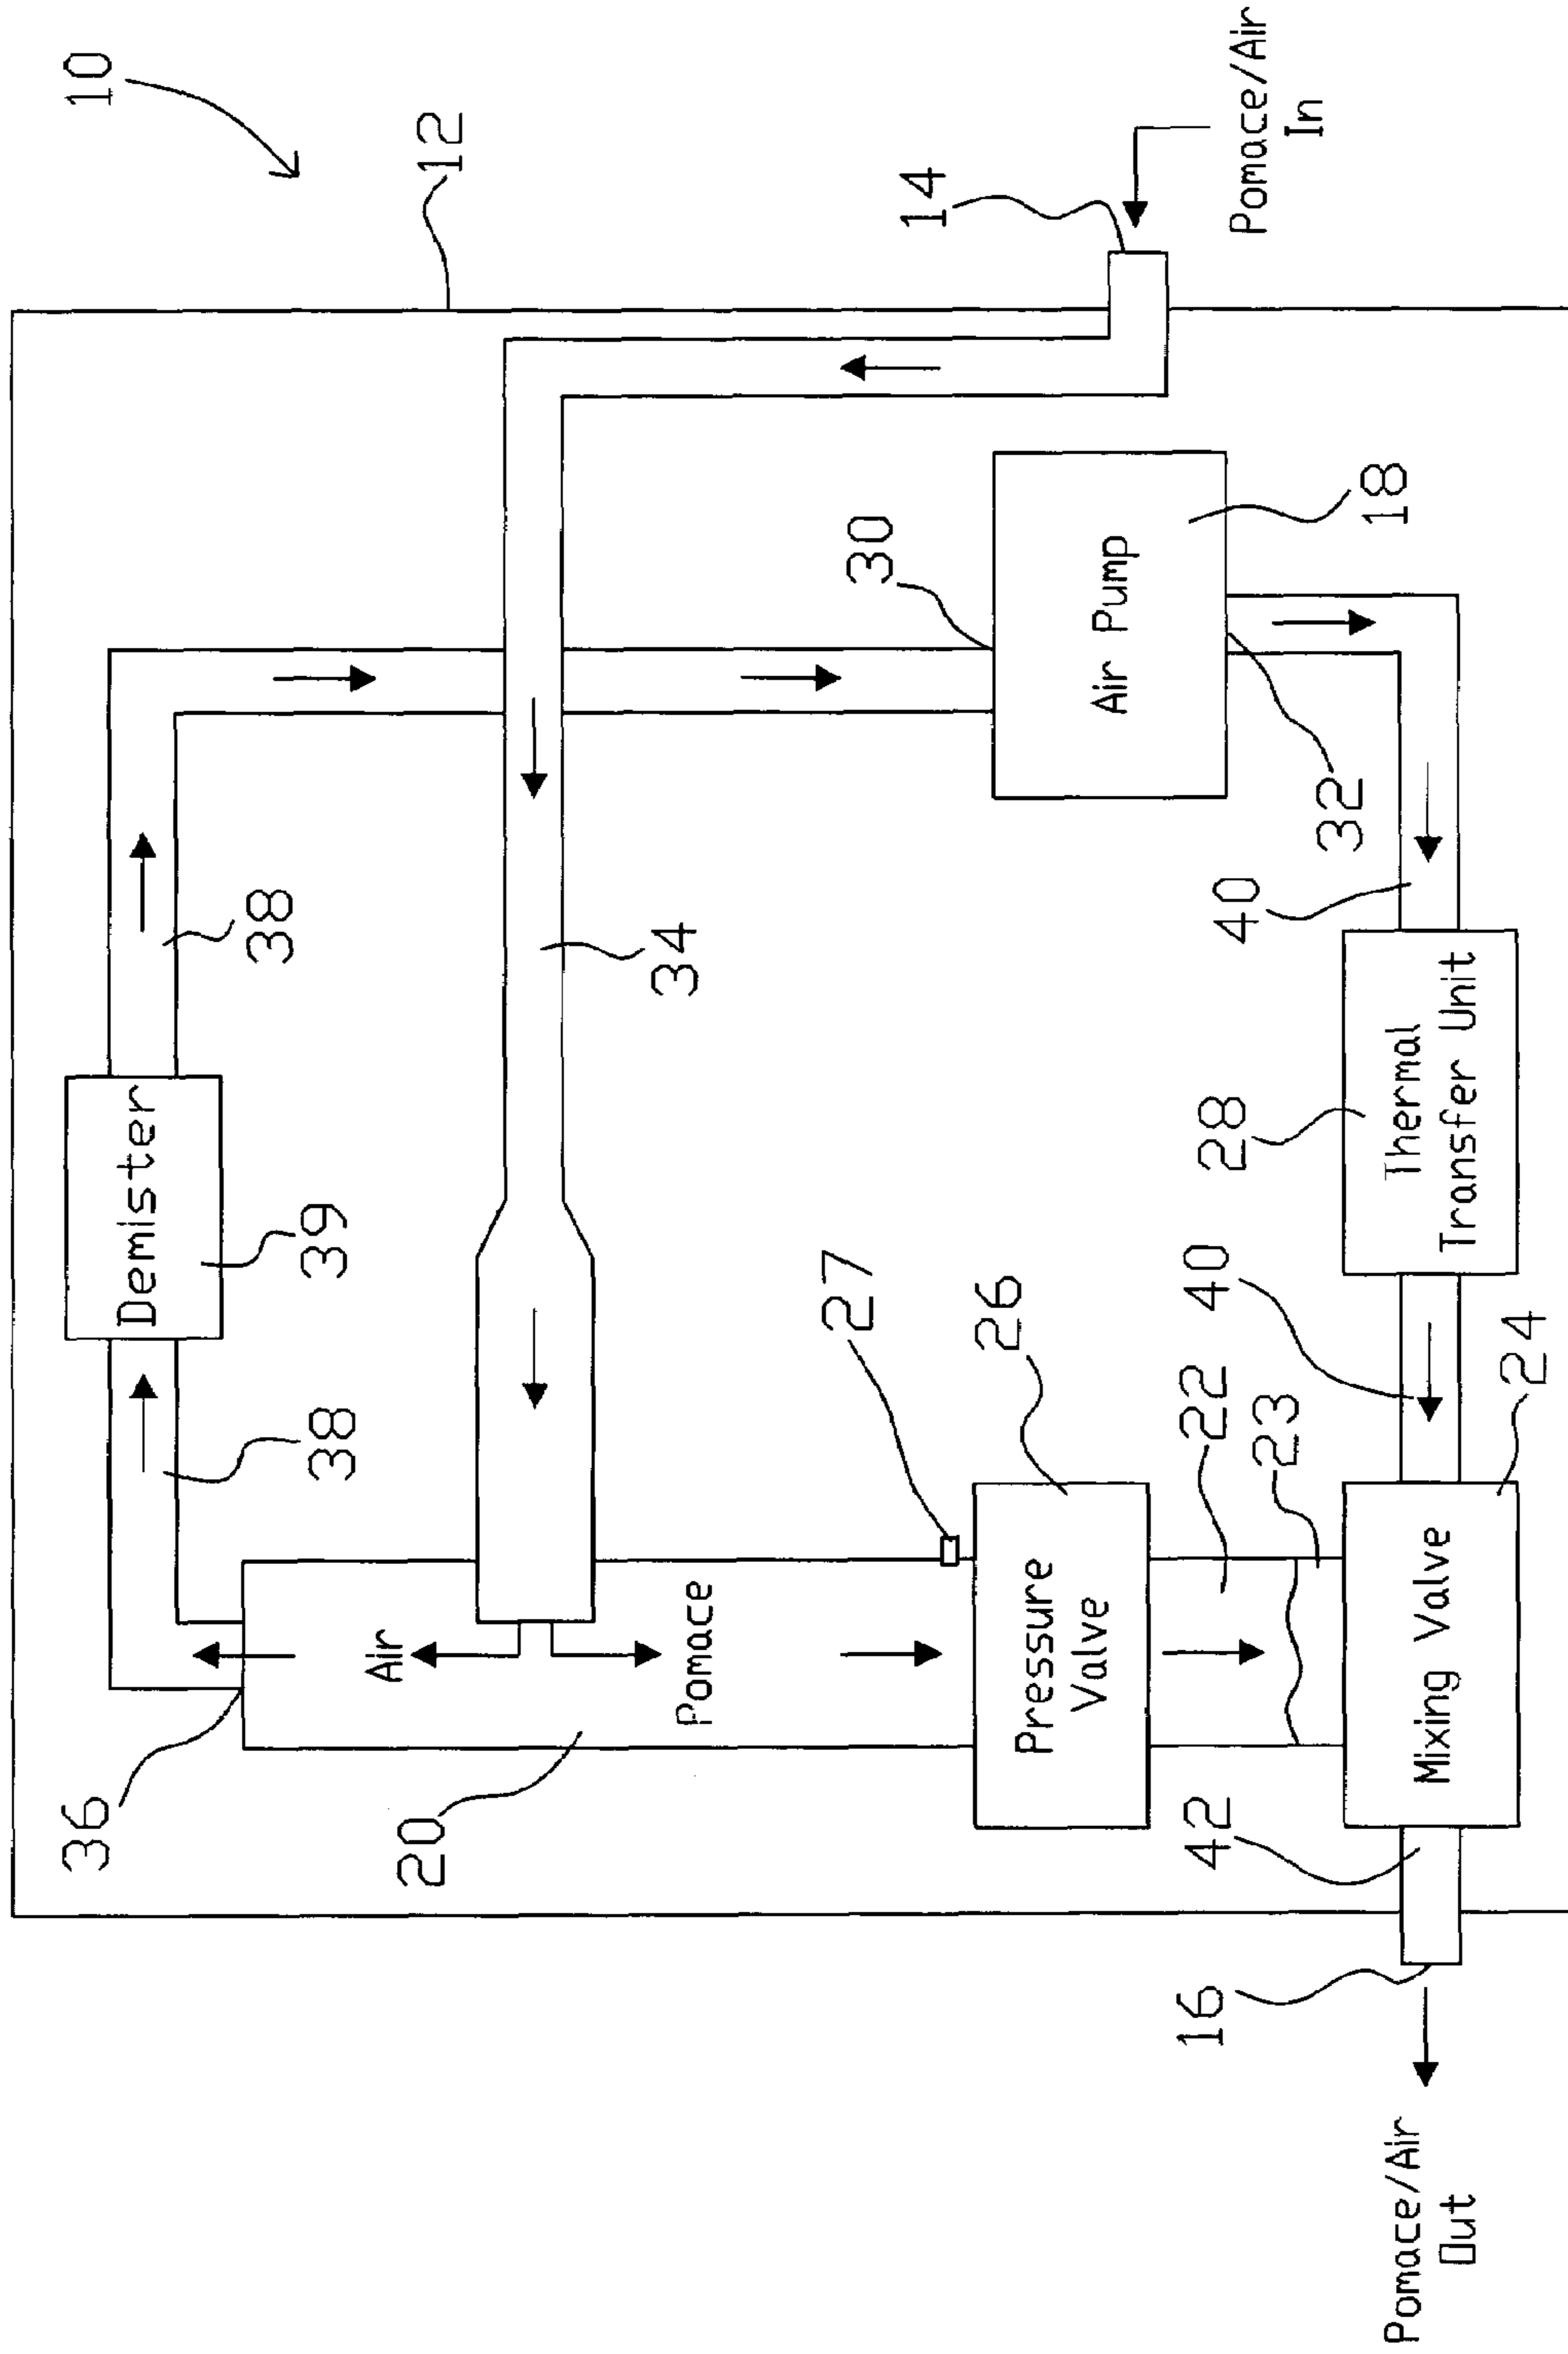 10
12
14
Pomace/Air
In
38
Demister
39
38
36
Air
20
Pomace
34
30
Air Pump
18
32
27
26
Pressure
Valve
22
23
40
28
Thermal
Transfer Unit
40
24
Mixing Valve
42
16
Pomace/Air
Out